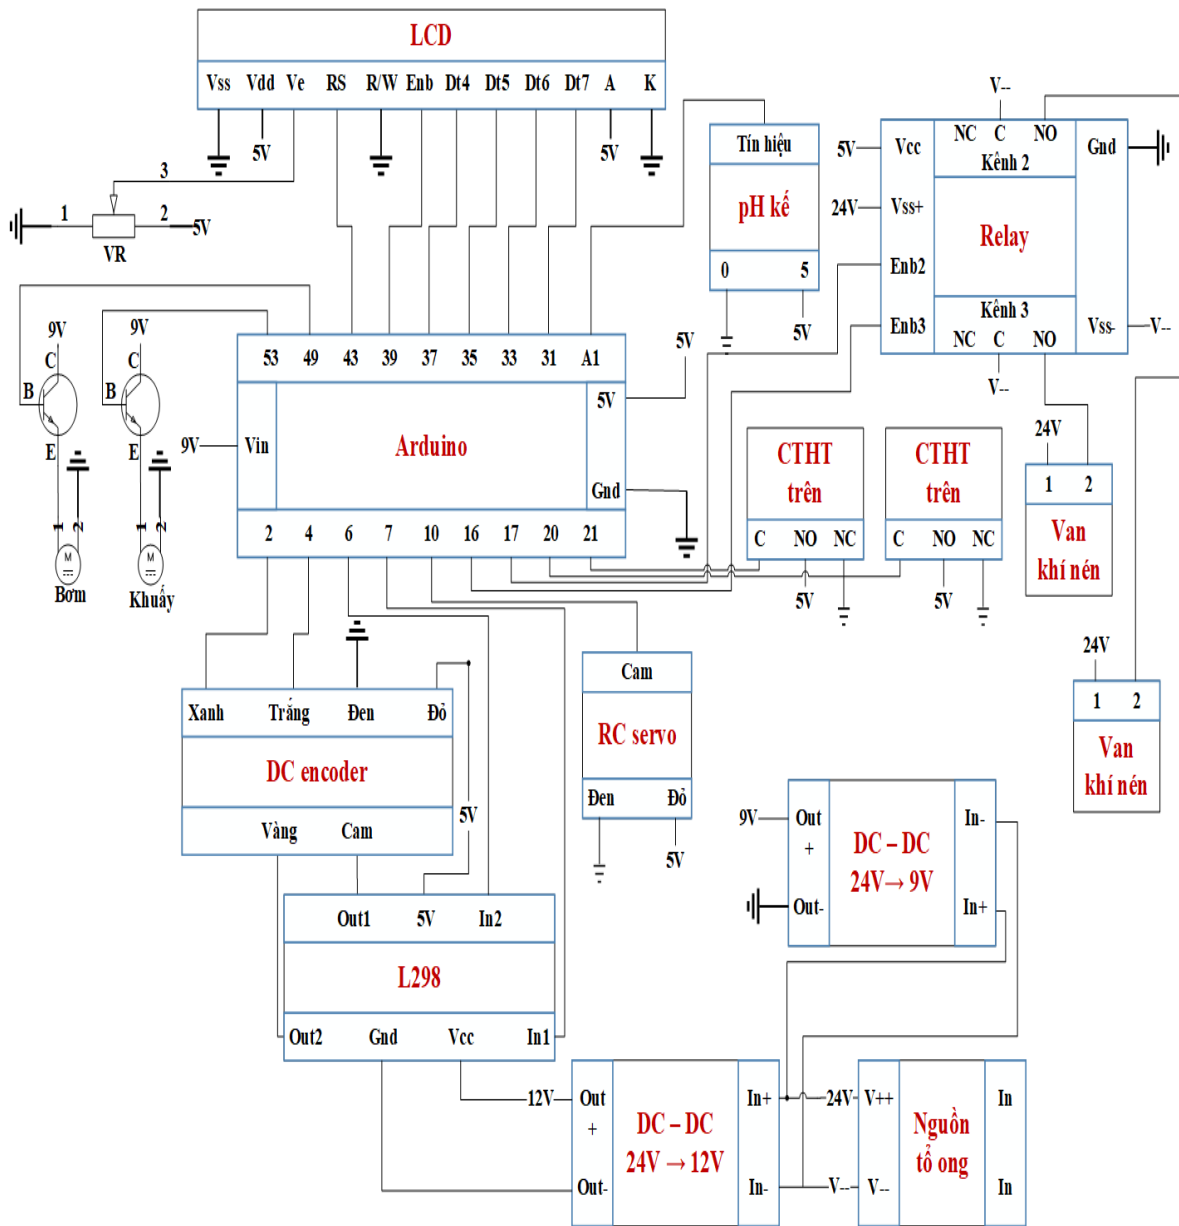 LCD
Vss Vdd Ve RS R/W Enb Dt4 Dt5 Dt6 Dt7 A K
5V
5V
3
1
2
5V
VR
Tín hiệu
pH kế
0 5
5V
V--
NC C NO
Kênh 2
5V
Vcc
Gnd
24V
Vss+
Relay
Enb2
Enb3
Kênh 3
NC C NO
Vss-
V--
V--
9V
C
B
E
1
2
M
Bơm
9V
C
B
E
1
2
M
Khuấy
53 49 43 39 37 35 33 31 A1
5V
5V
9V
Vin
Arduino
Gnd
2 4 6 7 10 16 17 20 21
CTHT
trên
C NO NC
5V
CTHT
trên
C NO NC
5V
24V
1 2
Van
khí nén
24V
1 2
Van
khí nén
Xanh Trắng Đen Đỏ
DC encoder
Vàng Cam
5V
Cam
RC servo
Đen Đỏ
5V
Out1 5V In2
L298
Out2 Gnd Vcc In1
9V
Out
+
Out-
DC – DC
24V→ 9V
In-
In+
12V
Out
+
Out-
DC – DC
24V → 12V
In+
In-
24V
V--
V++
V--
Nguồn
tổ ong
In
In